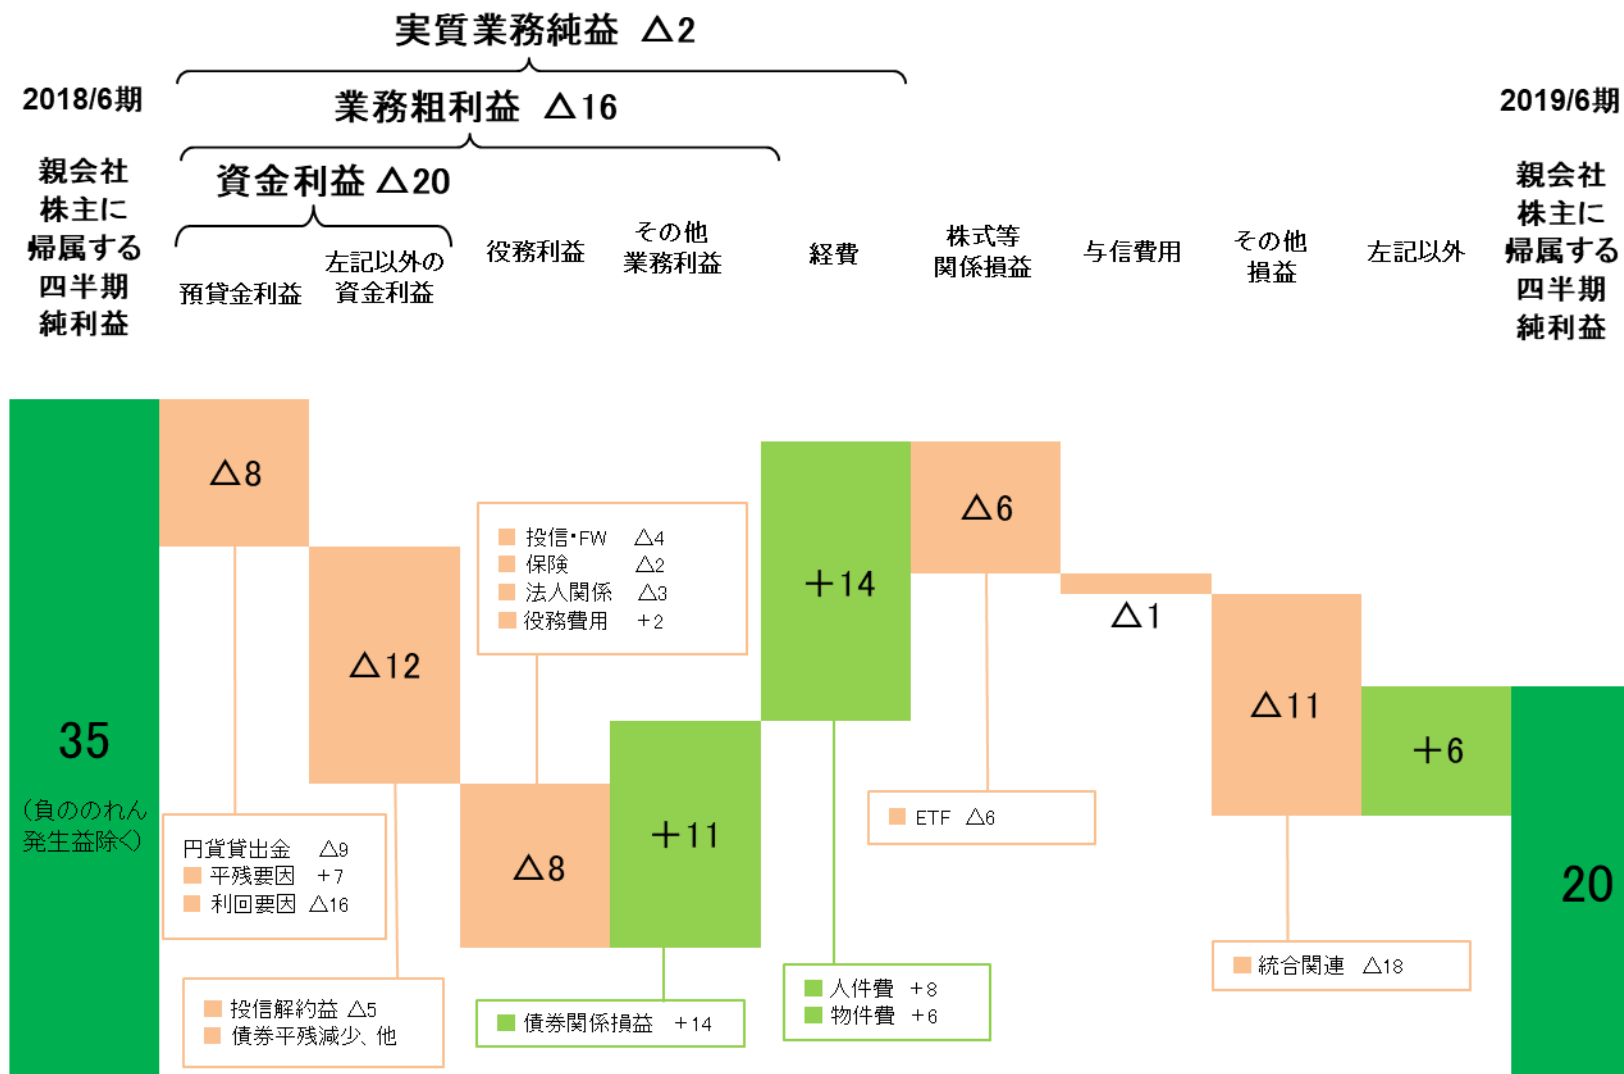 実質業務純益 △2
業務粗利益 △16
資金利益 △20
2018/6期
親会社
株主に
帰属する
四半期
純利益
預貸金利益
左記以外の
資金利益
役務利益
その他
業務利益
経費
株式等
関係損益
与信費用
その他
損益
左記以外
2019/6期
親会社
株主に
帰属する
四半期
純利益
35
(負ののれん
発生益除く)
△8
円貨貸出金 △9
平残要因 +7
利回要因 △16
△12
投信解約益 △5
債券平残減少、他
投信・FW △4
保険 △2
法人関係 △3
役務費用 +2
△8
+11
債券関係損益 +14
+14
人件費 +8
物件費 +6
△6
ETF △6
△1
△11
統合関連 △18
+6
20